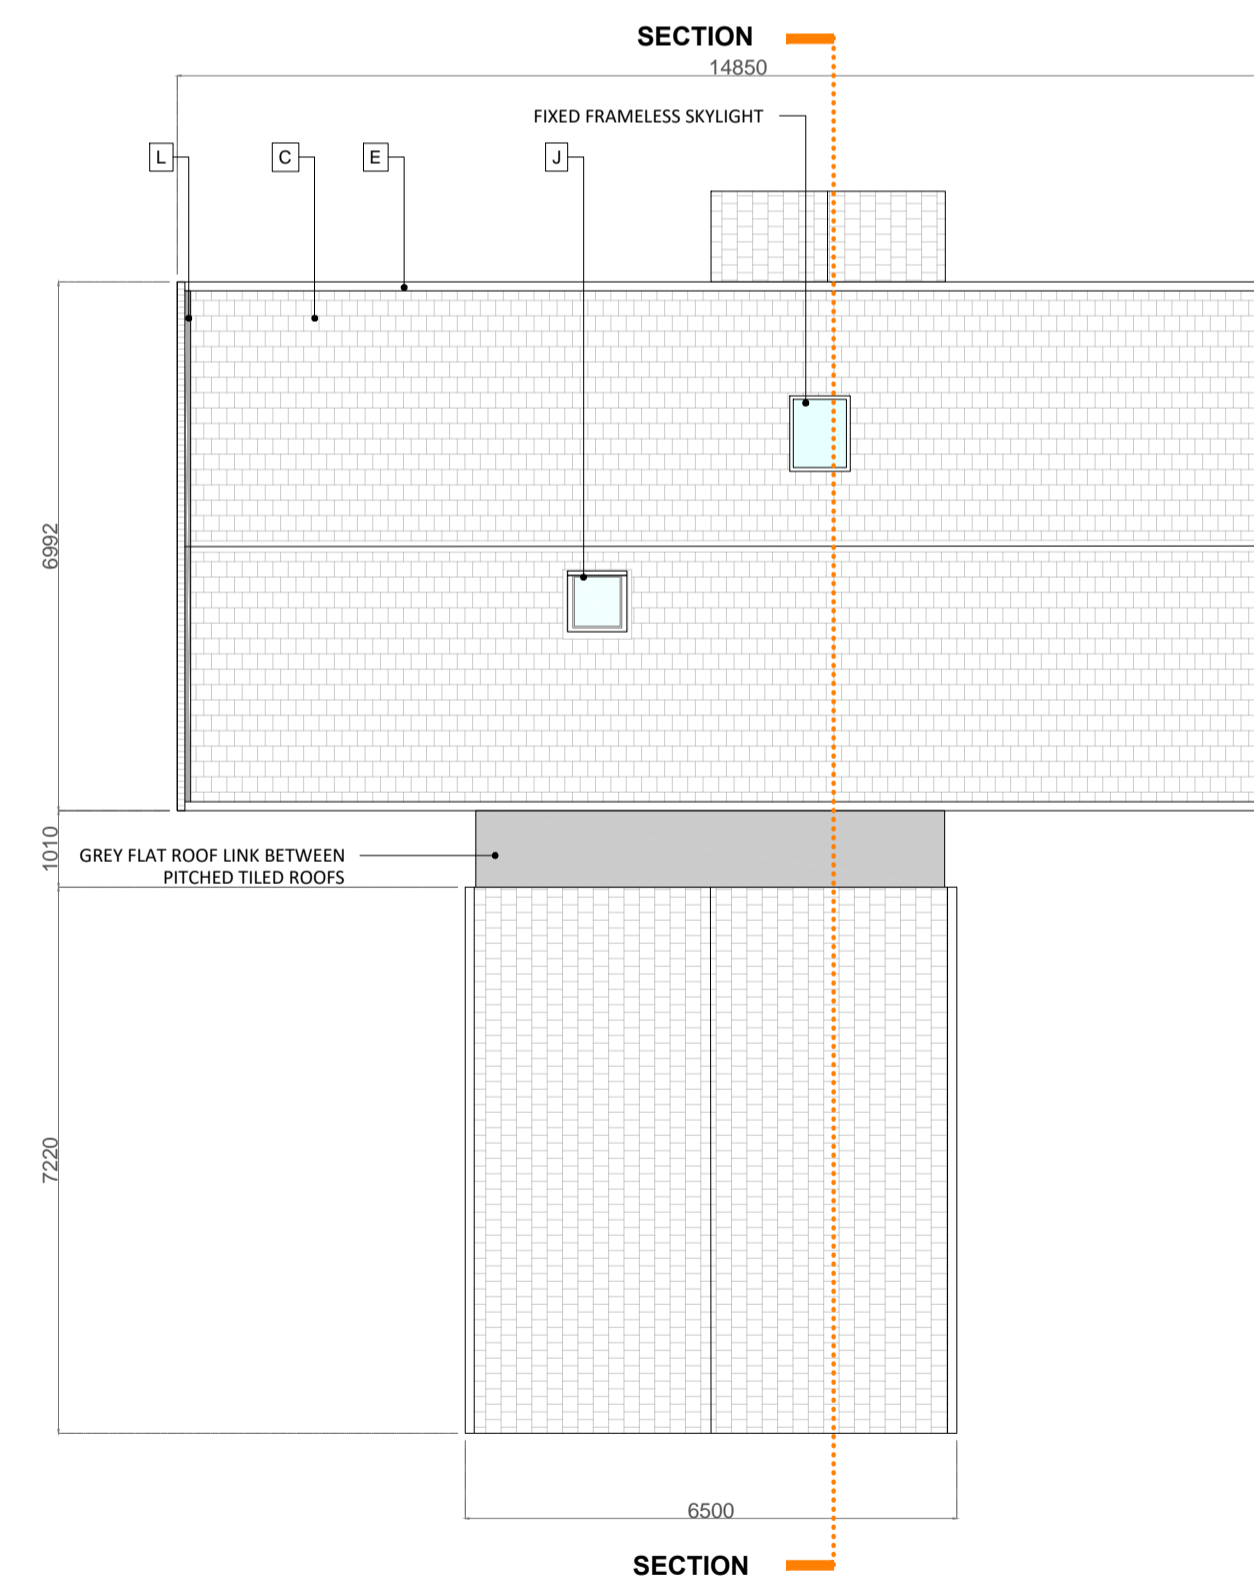 SECTION
14850
FIXED FRAMELESS SKYLIGHT
L
C
E
J
6992
1010
GREY FLAT ROOF LINK BETWEEN
PITCHED TILED ROOFS
7220
6500
SECTION